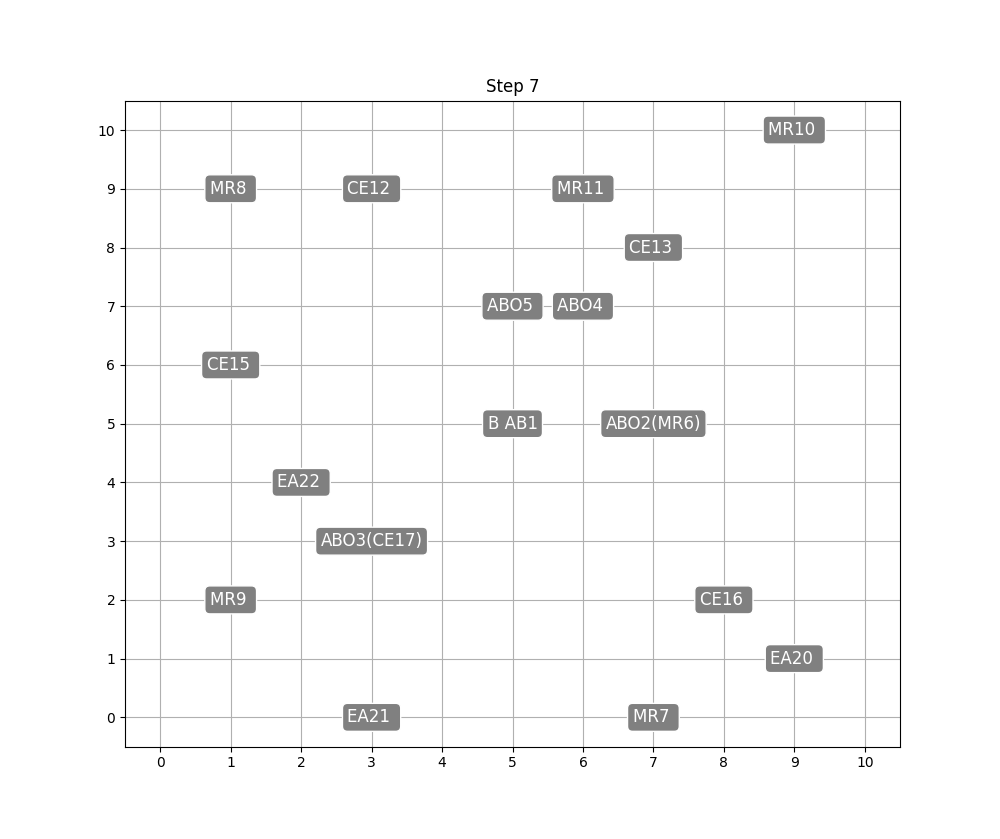 Step 7
10
MR10
9
MR8
CE12
MR11
8
CE13
7
ABO5
ABO4
6
CE15
5
B AB1
ABO2(MR6)
4
EA22
3
ABO3(CE17)
2
MR9
CE16
1
EA20
0
EA21
MR7
0 1 2 3 4 5 6 7 8 9 10